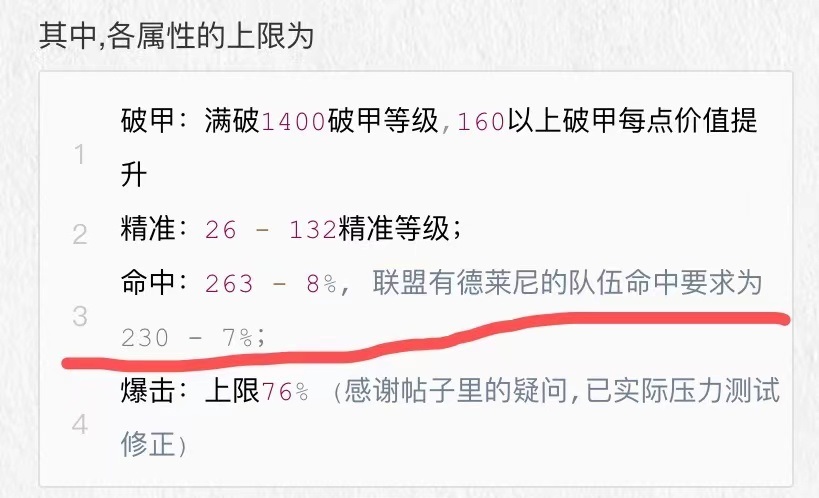 其中,各属性的上限为
1
破甲：满破1400破甲等级,160以上破甲每点价值提
升
2
精准：26 - 132精准等级；
3
命中：263 - 8%, 联盟有德莱尼的队伍命中要求为
230 - 7%；
4
爆击：上限76% (感谢帖子里的疑问,已实际压力测试
修正)